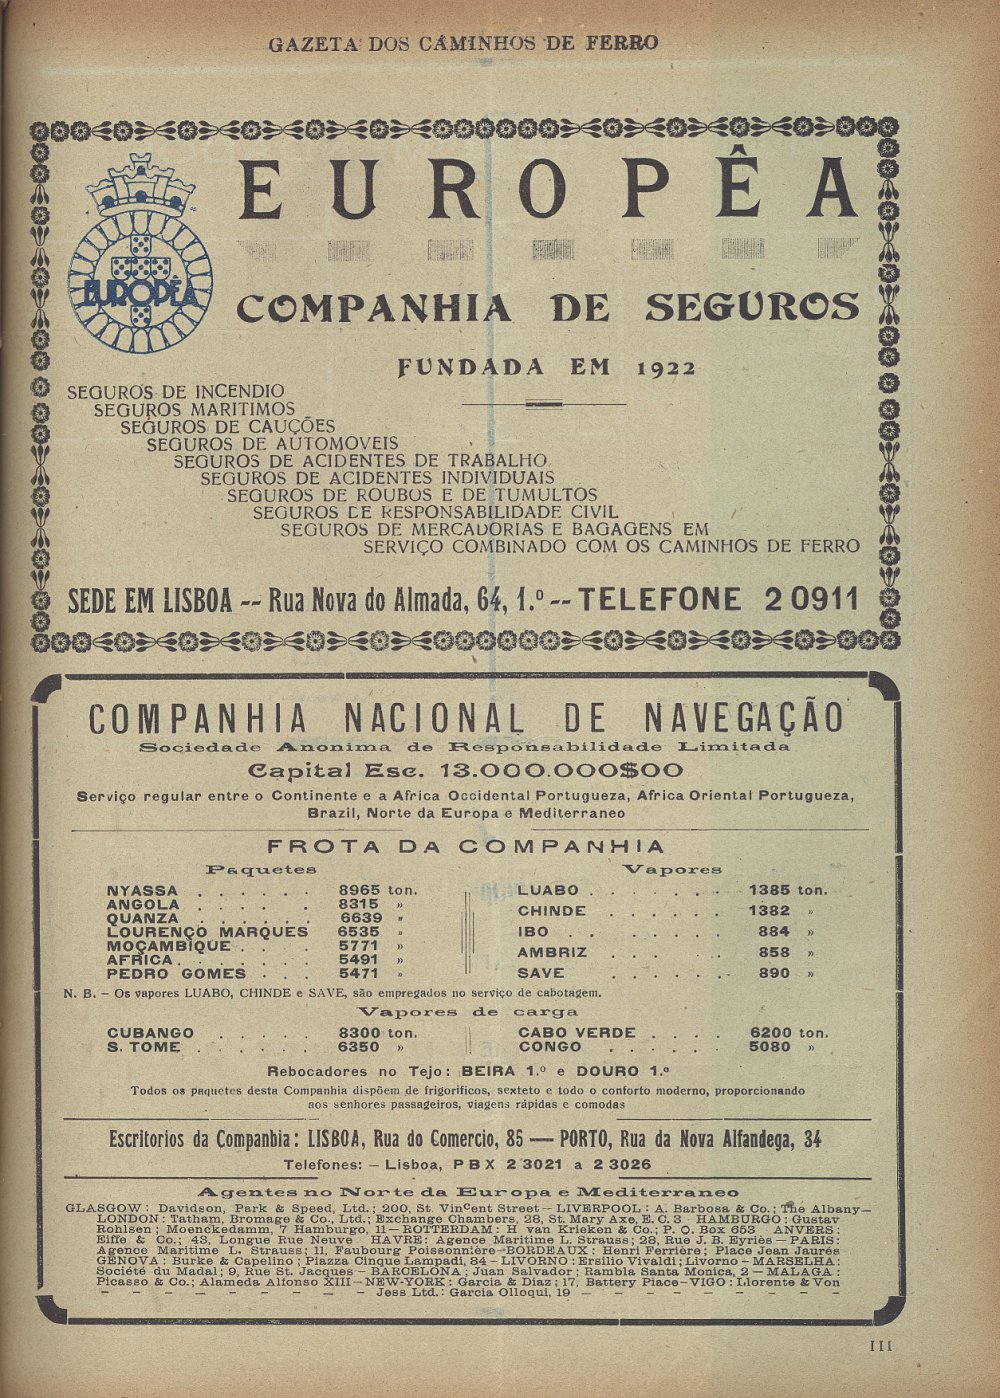 GAZETA DOS CAMINHOS DE FERRO
EUROPÊA
EUROPÊA
COMPANHIA DE SEGUROS
FUNDADA EM 1922
SEGUROS DE INCENDIO
SEGUROS MARITIMOS
SEGUROS DE CAUÇÕES
SEGUROS DE AUTOMOVEIS
SEGUROS DE ACIDENTES DE TRABALHO
SEGUROS DE ACIDENTES INDIVIDUAIS
SEGUROS DE ROUBOS E DE TUMULTOS
SEGUROS DE RESPONSABILIDADE CIVIL
SEGUROS DE MERCADORIAS E BAGAGENS EM
SERVIÇO COMBINADO COM OS CAMINHOS DE FERRO
SEDE EM LISBOA -- Rua Nova do Almada, 64, 1.º -- TELEFONE 2 0911
COMPANHIA NACIONAL DE NAVEGAÇÃO
Sociedade Anonima de Responsabilidade Limitada
Capital Esc. 13.000.000$00
Serviço regular entre o Continente e a Africa Occidental Portugueza, Africa Oriental Portugueza,
Brazil, Norte da Europa e Mediterraneo
FROTA DA COMPANHIA
Paquetes
NYASSA . . . . . . 8965 ton.
ANGOLA . . . . . . 8315 »
QUANZA . . . . . . 6639 »
LOURENÇO MARQUES 6535 »
MOÇAMBIQUE . . . . 5771 »
AFRICA . . . . . . 5491 »
PEDRO GOMES . . . 5471 »
Vapores
LUABO . . . . . . . 1385 ton.
CHINDE . . . . . . 1382 »
IBO . . . . . . . 884 »
AMBRIZ . . . . . . 858 »
SAVE . . . . . . 890 »
N. B. – Os vapores LUABO, CHINDE e SAVE, são empregados no serviço de cabotagem.
Vapores de carga
CUBANGO . . . . . 8300 ton.
S. TOME . . . . . . 6350 »
CABO VERDE . . . . 6200 ton.
CONGO . . . . . . 5080 »
Rebocadores no Tejo: BEIRA 1.º e DOURO 1.º
Todos os paquetes desta Companhia dispõem de frigorificos, sexteto e todo o conforto moderno, proporcionando
aos senhores passageiros, viagens rápidas e comodas
Escritorios da Companhia: LISBOA, Rua do Comercio, 85 — PORTO, Rua da Nova Alfandega, 34
Telefones: – Lisboa, PBX 2 3021 a 2 3026
Agentes no Norte da Europa e Mediterraneo
GLASGOW: Davidson, Park & Speed, Ltd.; 200, St. Vincent Street – LIVERPOOL: A. Barbosa & Co.; The Albany –
LONDON: Tatham, Bromage & Co., Ltd.; Exchange Chambers, 28, St. Mary Axe, E. C. 3 – HAMBURGO: Gustav
Rohlsen; Moenckedamm, 7 Hamburgo, 11 – ROTTERDAM: H van Krieken & Co.; P. O. Box 653 – ANVERS:
Eiffe & Co.; 43, Longue Rue Neuve – HAVRE: Agence Maritime L. Strauss; 28, Rue J. B. Eyriès – PARIS:
Agence Maritime L. Strauss; 11, Faubourg Poissonnière – BORDEAUX: Henri Ferrière; Place Jean Jaurés
GENOVA: Burke & Capelino; Piazza Cinque Lampadi, 84 – LIVORNO: Ersilio Vivaldi; Livorno – MARSELHA:
Société du Madal; 9, Rue St. Jacques – BARCELONA; Juan Salvador; Rambla Santa Monica, 2 – MALAGA:
Picasso & Co.; Alameda Alfonso XIII – NEW-YORK: Garcia & Diaz; 17, Battery Place – VIGO: Llorente & Von
Jess Ltd.: Garcia Olloqui, 19
III